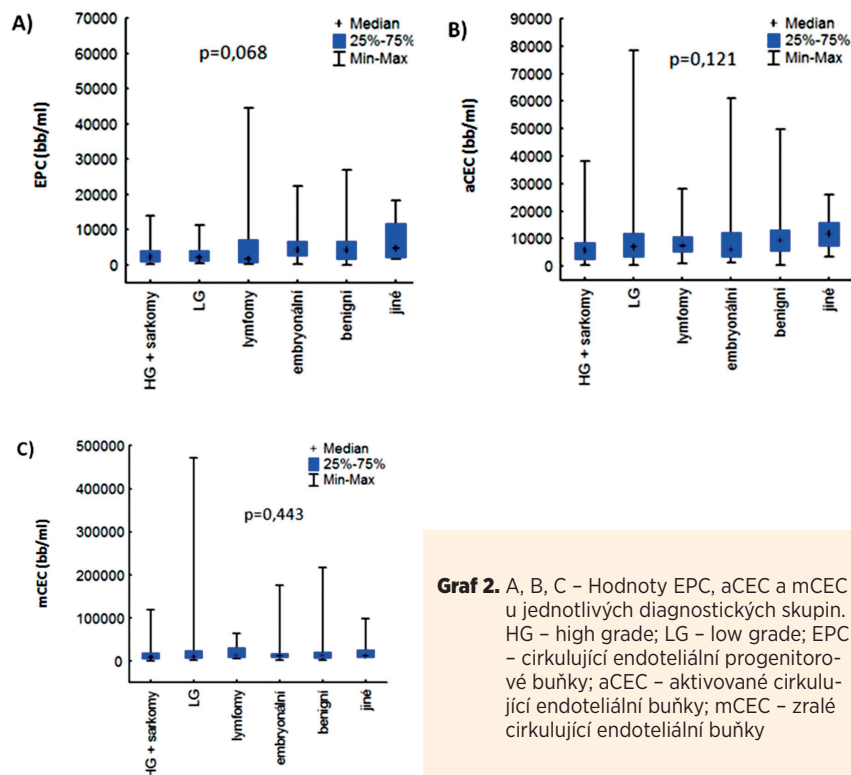 A)
70000
60000
50000
40000
30000
20000
10000
0
EPC (bb/ml)
p=0,068
Median
25%-75%
Min-Max
HG + sarkomy
LG
lymfomy
embryonální
benigní
jiné
B)
90000
80000
70000
60000
50000
40000
30000
20000
10000
0
aCEC (bb/ml)
p=0,121
Median
25%-75%
Min-Max
HG + sarkomy
LG
lymfomy
embryonální
benigní
jiné
C)
500000
400000
300000
200000
100000
0
mCEC (bb/ml)
p=0,443
Median
25%-75%
Min-Max
HG + sarkomy
LG
lymfomy
embryonální
benigní
jiné
Graf 2. A, B, C – Hodnoty EPC, aCEC a mCEC
u jednotlivých diagnostických skupin.
HG – high grade; LG – low grade; EPC
– cirkulující endoteliální progenitoro-
vé buňky; aCEC – aktivované cirkulu-
jící endoteliální buňky; mCEC – zralé
cirkulující endoteliální buňky